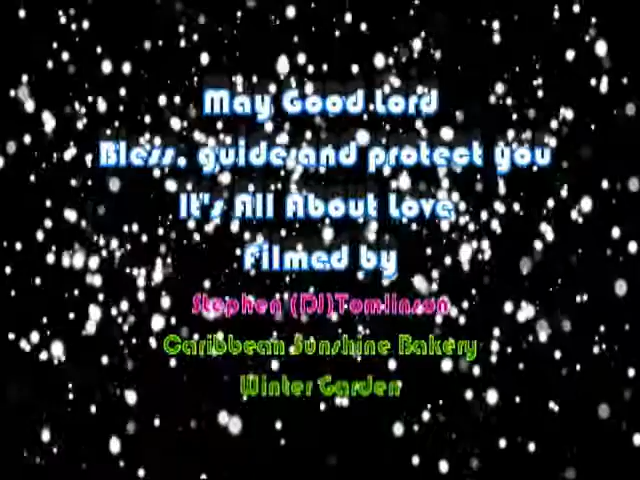 May Good Lord
Bless, guide,and protect you
It's All About Love
Filmed by
Stephen (DJ)Tomlinson
Caribbean Sunshine Bakery
Winter Garden